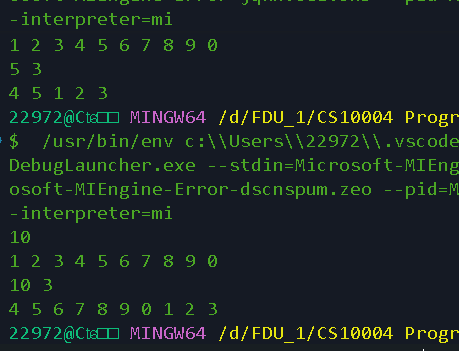 -interpreter=mi
1 2 3 4 5 6 7 8 9 0
5 3
4 5 1 2 3
22972@Cte□□ MINGW64 /d/FDU_1/CS10004 Progr
$  /usr/bin/env c:\\Users\\22972\\.vscode
DebugLauncher.exe --stdin=Microsoft-MIEng
osoft-MIEngine-Error-dscnspum.zeo --pid=M
-interpreter=mi
10
1 2 3 4 5 6 7 8 9 0
10 3
4 5 6 7 8 9 0 1 2 3
22972@Cte□□ MINGW64 /d/FDU_1/CS10004 Progr